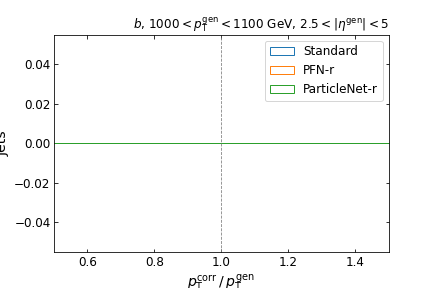 b, 1000 < p_T^gen < 1100 GeV, 2.5 < |η^gen| < 5
Standard
PFN-r
ParticleNet-r
0.04
0.02
0.00
−0.02
−0.04
Jets
0.6
0.8
1.0
1.2
1.4
p_T^corr / p_T^gen